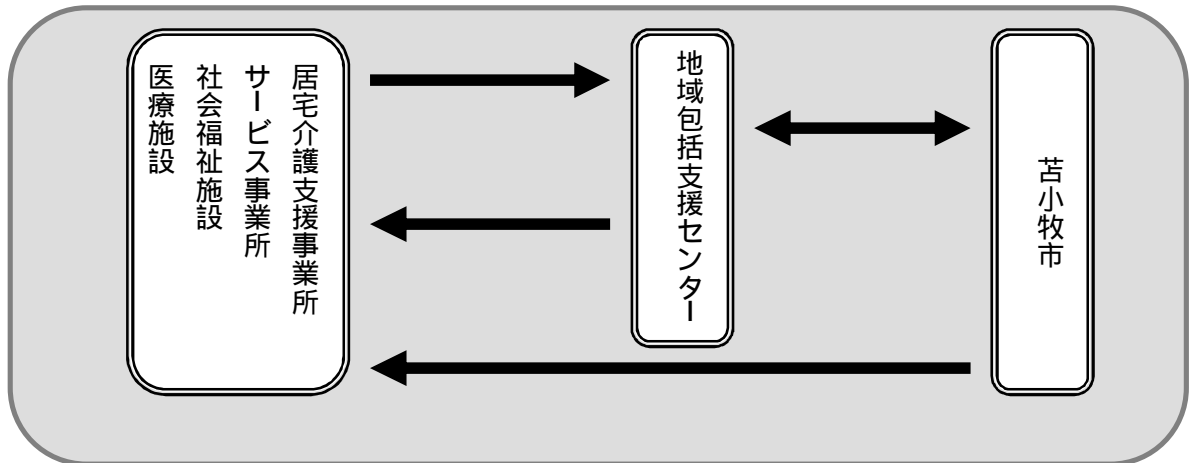 居宅介護支援事業所
サービス事業所
社会福祉施設
医療施設
地域包括支援センター
苫小牧市